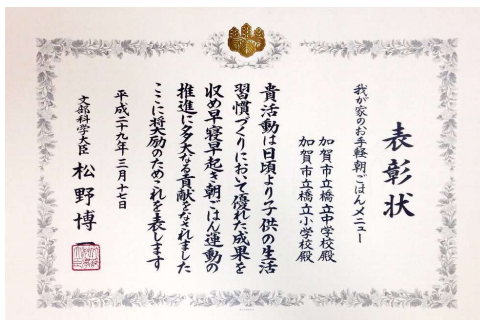 表彰状
我が家のお手軽朝ごはんメニュー
加賀市立橋立中学校殿
加賀市立橋立小学校殿
貴活動は日頃より子供の生活
習慣づくりにおいて優れた成果を
収め早寝早起き朝ごはん運動の
推進に多大なる貢献をなされました
ここに将来励のためこれを表します
平成二十九年三月十七日
文部科学大臣 松野博一